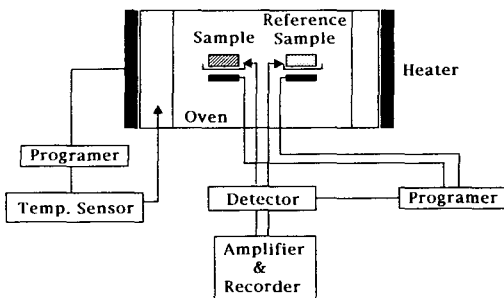 Sample
Reference
Sample
Heater
Oven
Programer
Temp. Sensor
Detector
Programer
Amplifier
&
Recorder